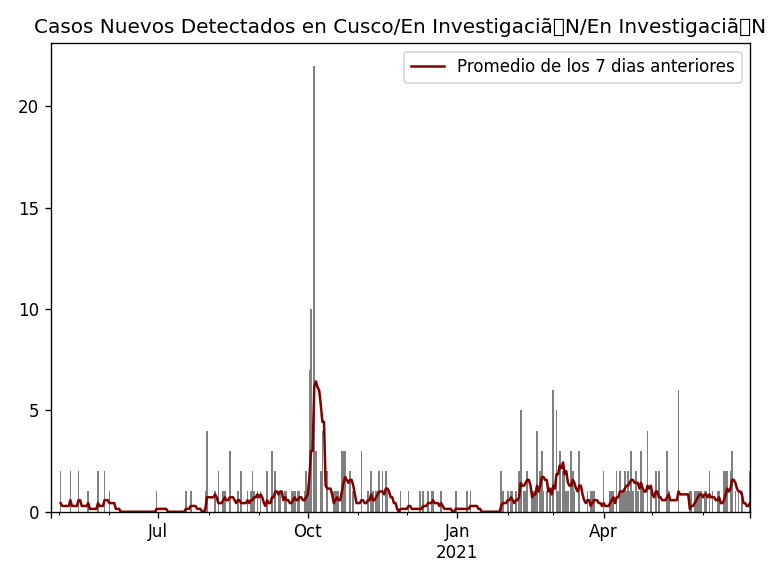 Casos Nuevos Detectados en Cusco/En Investigaciã▯N/En Investigaciã▯N
Promedio de los 7 dias anteriores
20
15
10
5
0
Jul
Oct
Jan
2021
Apr